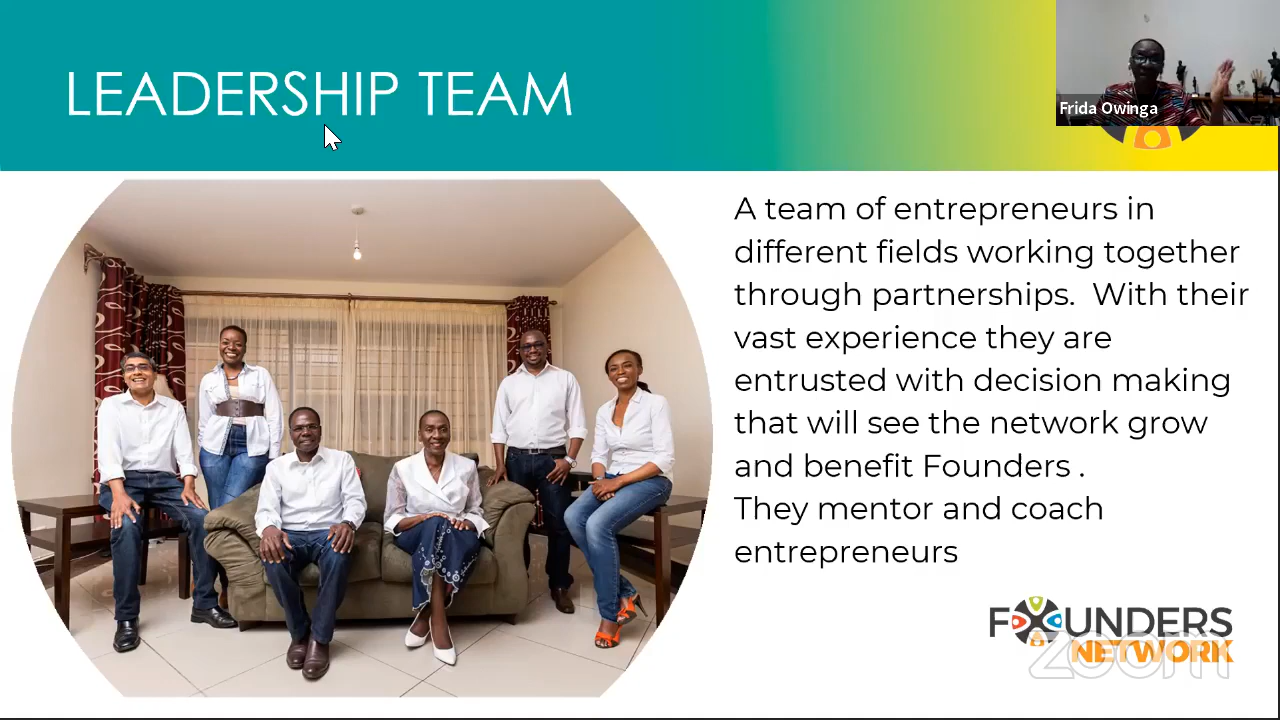 LEADERSHIP TEAM
Frida Owinga
A team of entrepreneurs in
different fields working together
through partnerships.  With their
vast experience they are
entrusted with decision making
that will see the network grow
and benefit Founders .
They mentor and coach
entrepreneurs
FOUNDERS
NETWORK
zoom